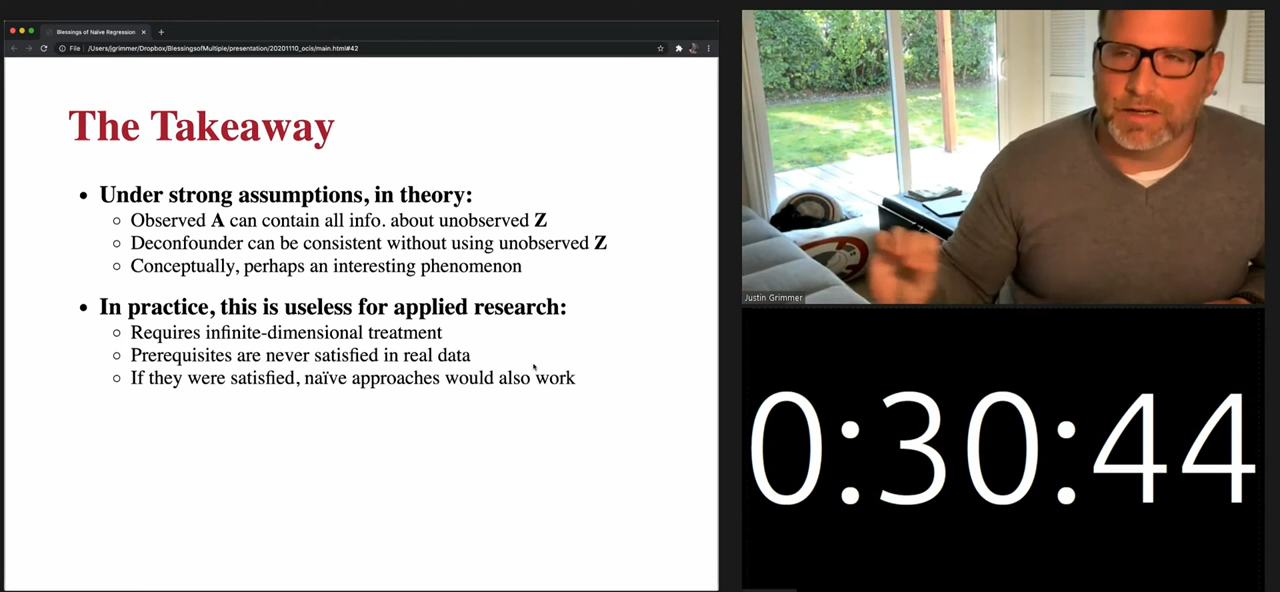 Blessings of Naïve Regression
File
/Users/jgrimmer/Dropbox/BlessingsofMultiple/presentation/20201110_ocis/main.html#42
The Takeaway
• Under strong assumptions, in theory:
○ Observed A can contain all info. about unobserved Z
○ Deconfounder can be consistent without using unobserved Z
○ Conceptually, perhaps an interesting phenomenon
• In practice, this is useless for applied research:
○ Requires infinite-dimensional treatment
○ Prerequisites are never satisfied in real data
○ If they were satisfied, naïve approaches would also work
Justin Grimmer
0:30:44